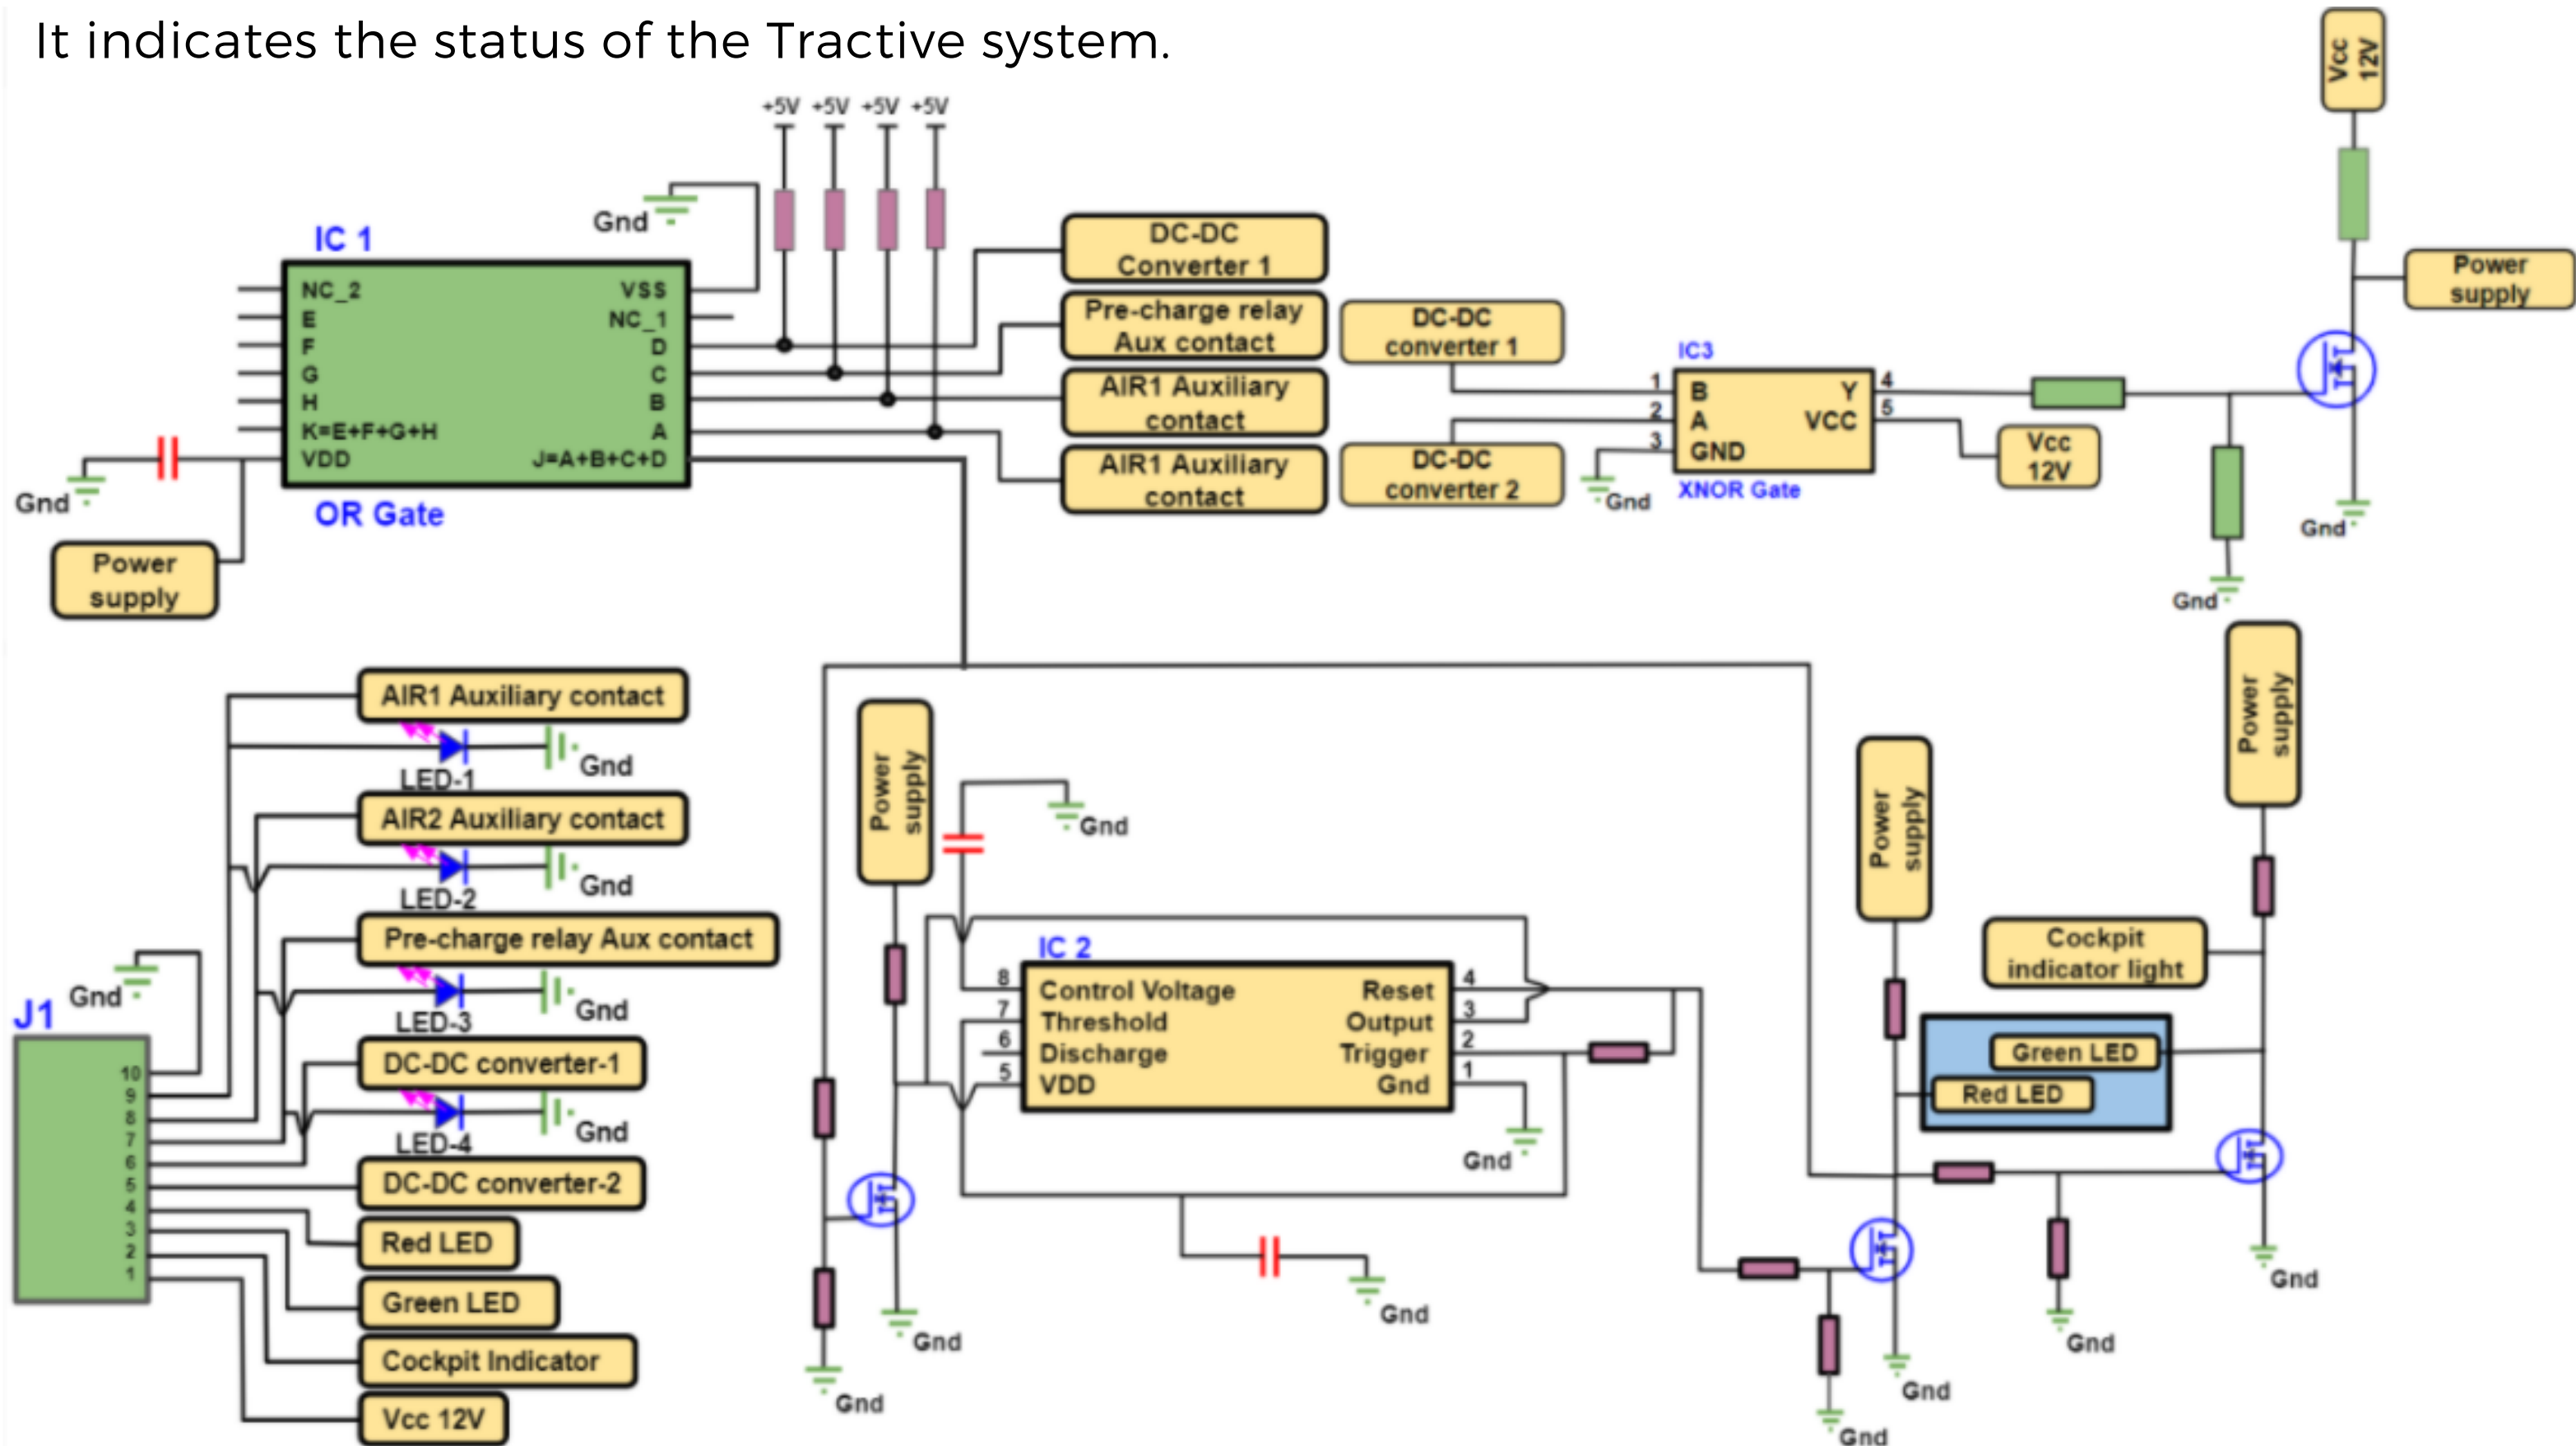 It indicates the status of the Tractive system.
+5V +5V +5V +5V
Gnd
IC 1
NC_2
E
F
G
H
K=E+F+G+H
VDD
VSS
NC_1
D
C
B
A
J=A+B+C+D
OR Gate
Gnd
Power
supply
DC-DC
Converter 1
Pre-charge relay
Aux contact
AIR1 Auxiliary
contact
AIR1 Auxiliary
contact
DC-DC
converter 1
DC-DC
converter 2
IC3
1
2
3
B
A
GND
Y
VCC
4
5
XNOR Gate
Gnd
Vcc
12V
Vcc
12V
Power
supply
Gnd
Gnd
AIR1 Auxiliary contact
LED-1
Gnd
AIR2 Auxiliary contact
LED-2
Gnd
Pre-charge relay Aux contact
LED-3
Gnd
DC-DC converter-1
LED-4
Gnd
DC-DC converter-2
Red LED
Green LED
Cockpit Indicator
Vcc 12V
Gnd
J1
10
9
8
7
6
5
4
3
2
1
Power
supply
Gnd
IC 2
8
7
6
5
Control Voltage
Threshold
Discharge
VDD
Reset
Output
Trigger
Gnd
4
3
2
1
Gnd
Gnd
Gnd
Gnd
Power
supply
Power
supply
Cockpit
indicator light
Green LED
Red LED
Gnd
Gnd
Gnd
Gnd